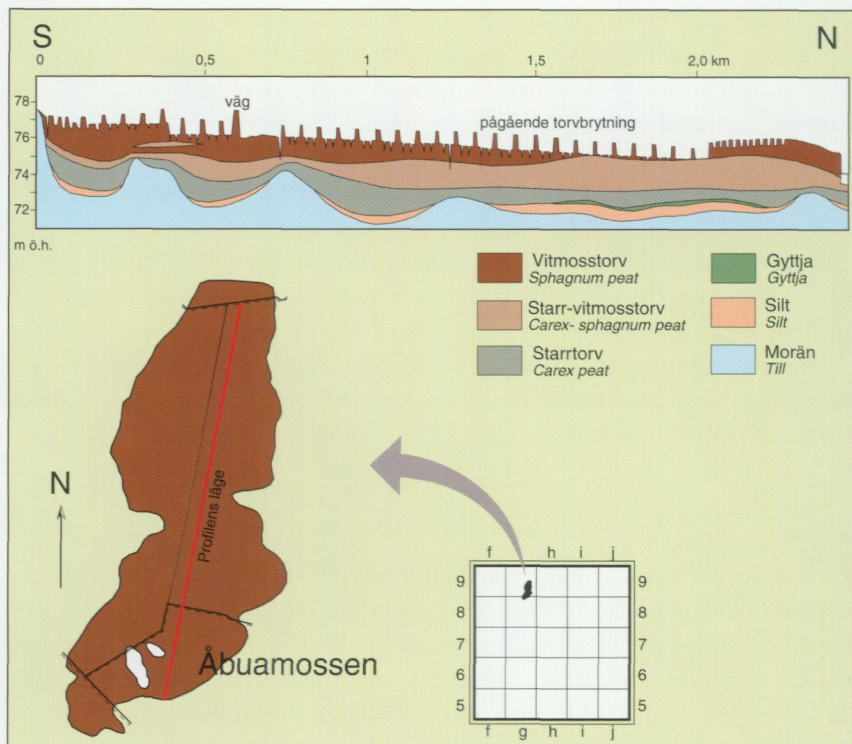 S N
0 0,5 1 1,5 2,0 km
78
76
74
72
m ö.h.
väg
pågående torvbrytning
Vitmosstorv
Sphagnum peat
Starr-vitmosstorv
Carex- sphagnum peat
Starrtorv
Carex peat
Gyttja
Gyttja
Silt
Silt
Morän
Till
N
Profilens läge
Åbuamossen
f h i j
9 9
8 8
7 7
6 6
5 5
f g h i j